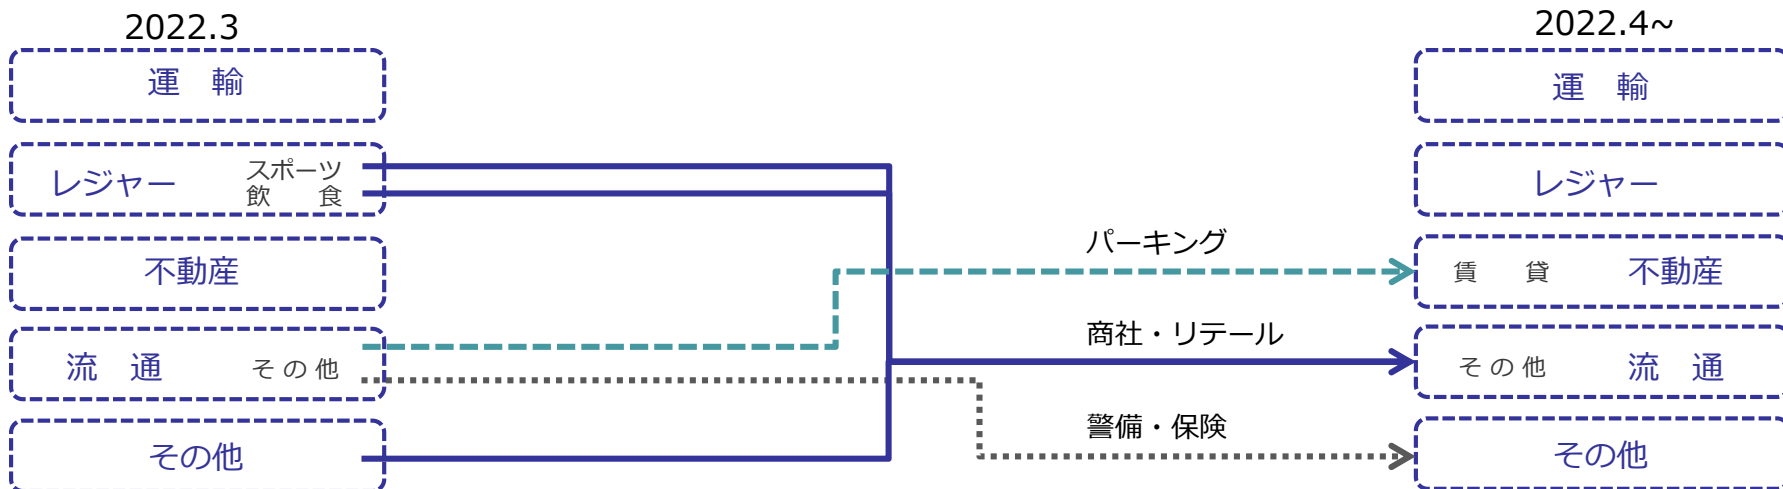 2022.3
2022.4~
運　輸
運　輸
レジャー
スポーツ
飲　　食
レジャー
パーキング
不動産
賃　　貸
不動産
商社・リテール
流　通
その他
その他
流　通
警備・保険
その他
その他